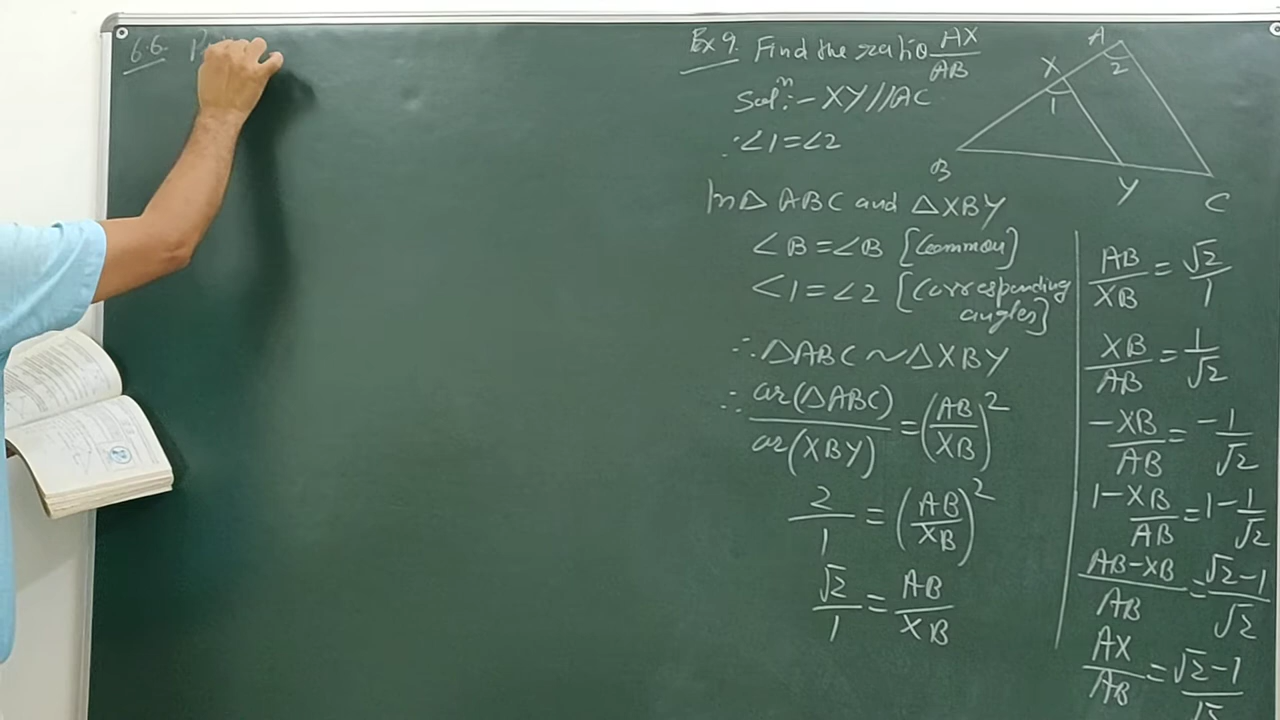 6.6.
Ex 9. Find the ratio AX/AB
Solⁿ:- XY//AC
∴ ∠1=∠2
In △ ABC and △XBY
∠B=∠B [Common]
∠1=∠2 [Corresponding
angles]
∴ △ABC ~ △XBY
∴ ar(△ABC)/ar(XBY) = (AB/XB)²
2/1 = (AB/XB)²
√2/1 = AB/XB
A
2
X
1
B
Y
C
AB/XB = √2/1
XB/AB = 1/√2
-XB/AB = -1/√2
1-XB/AB = 1-1/√2
AB-XB/AB = √2-1/√2
AX/AB = √2-1/√2